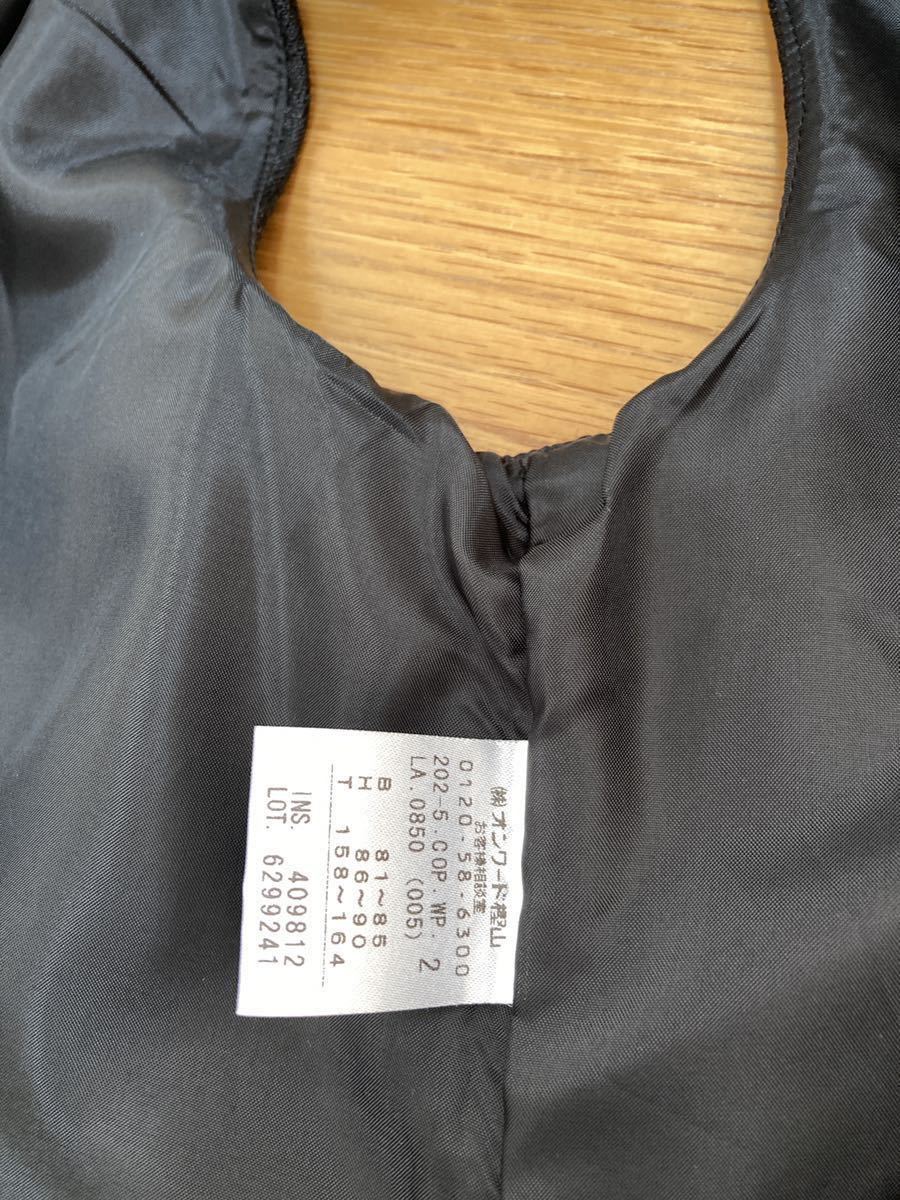 ㈱オンワード樫山
お客様相談室
0120-58-6300
202-5.COP.WP. 2
LA.0850 (005)
B 81~85
H 86~90
T 158~164
INS. 409812
LOT. 6299241